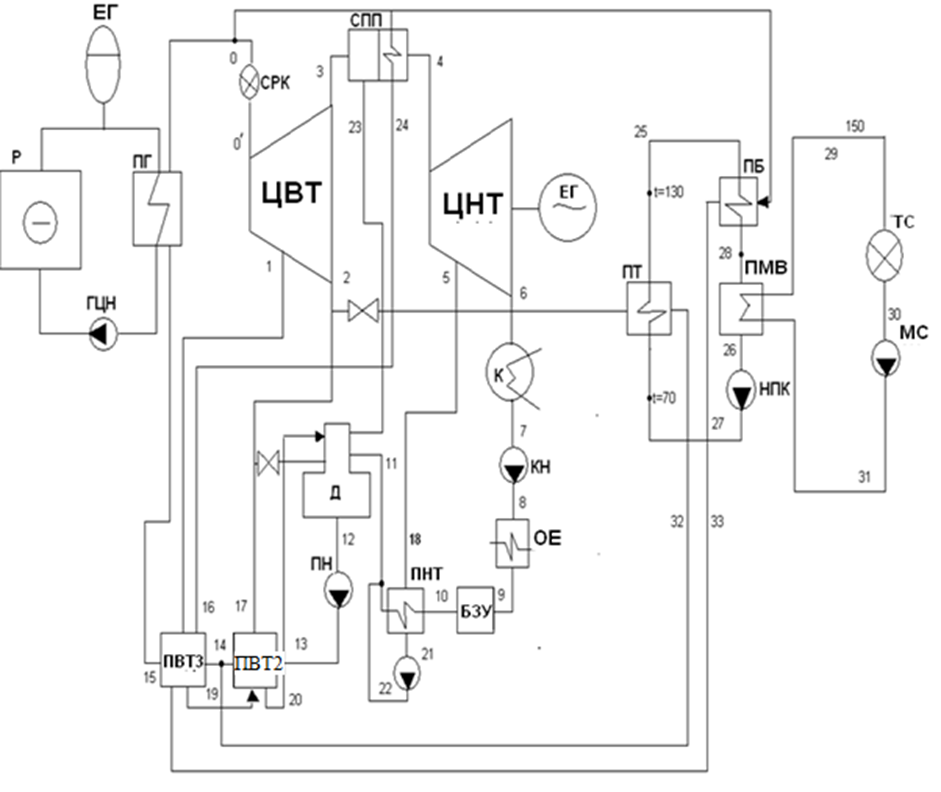 ЕГ
СПП
0
3
4
СРК
23
24
25
150
29
Р
ПГ
0′
ПБ
ЦВТ
ЦНТ
ЕГ
t=130
ТС
28
1
2
5
6
ПТ
ПМВ
ГЦН
30
МС
К
26
НПК
t=70
7
27
11
КН
31
Д
8
12
18
32
33
ОЕ
ПН
ПНТ
10
БЗУ
9
16
17
14
13
ПВТ3
ПВТ2
21
15
19
20
22